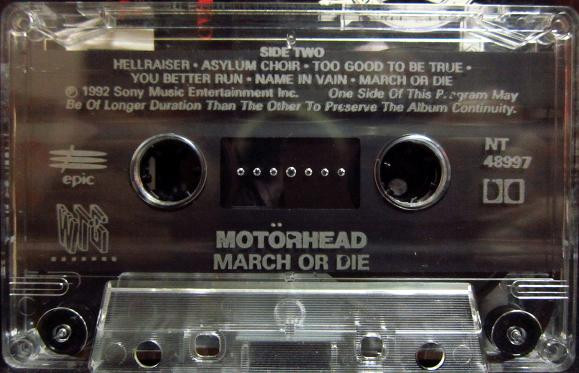 SIDE TWO
HELLRAISER • ASYLUM CHOIR • TOO GOOD TO BE TRUE •
YOU BETTER RUN • NAME IN VAIN • MARCH OR DIE
℗ 1992 Sony Music Entertainment Inc. One Side Of This Program May
Be Of Longer Duration Than The Other To Preserve The Album Continuity.
epic
NT
48997
WTG
MOTÖRHEAD
MARCH OR DIE